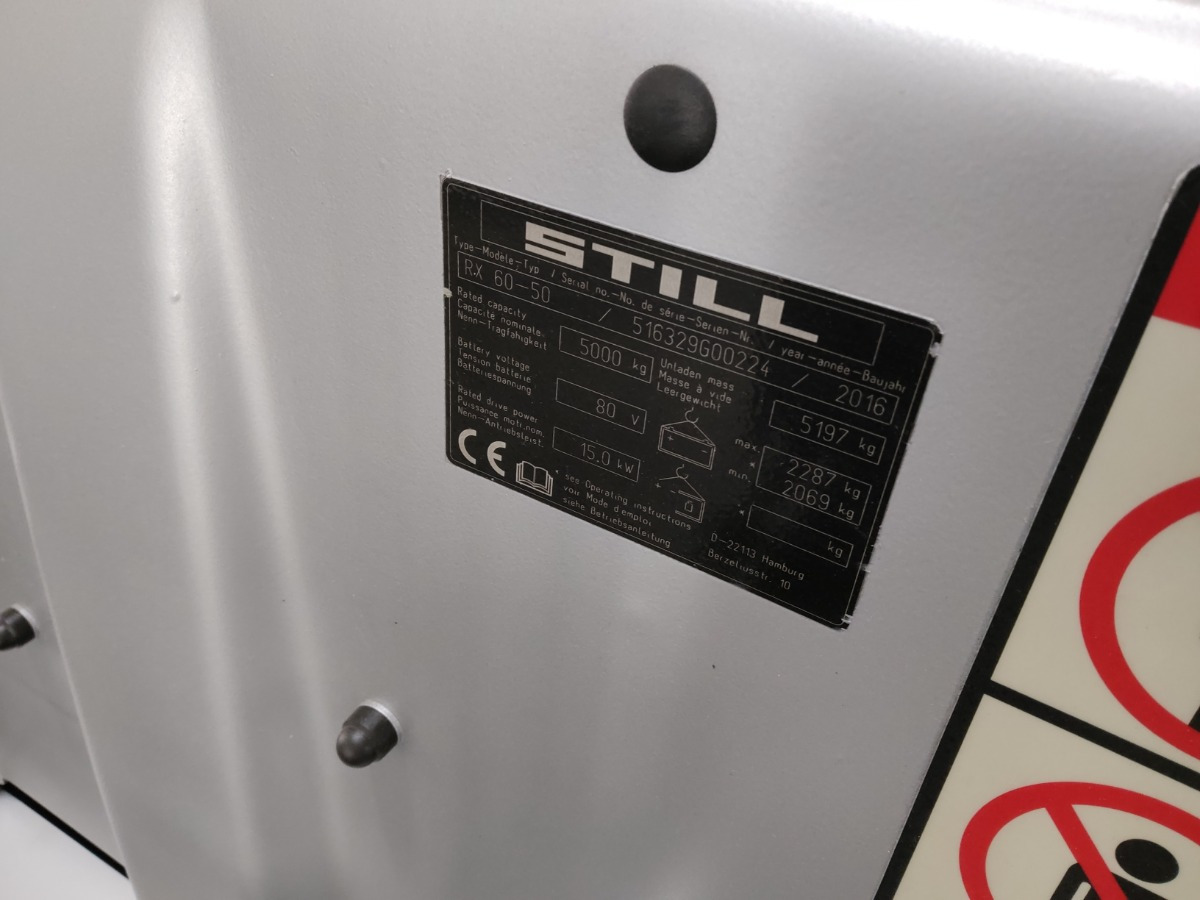 STILL
Type-Modèle-Typ / Serial no.-No. de série-Serien-Nr. / year-année-Baujahr
RX 60-50 / 516329G00224 / 2016
Rated capacity
Capacité nominale
Nenn-Tragfähigkeit
5000 kg
Unladen mass
Masse à vide
Leergewicht
5197 kg
Battery voltage
Tension batterie
Batteriespannung
80 V
+ -
max. 2287 kg
* min. 2069 kg
Rated drive power
Puissance mot.nom.
Nenn-Antriebsleist.
15.0 kW
* kg
CE
* see Operating instructions
voir Mode d'emploi
siehe Betriebsanleitung
D-22113 Hamburg
Berzeliusstr. 10